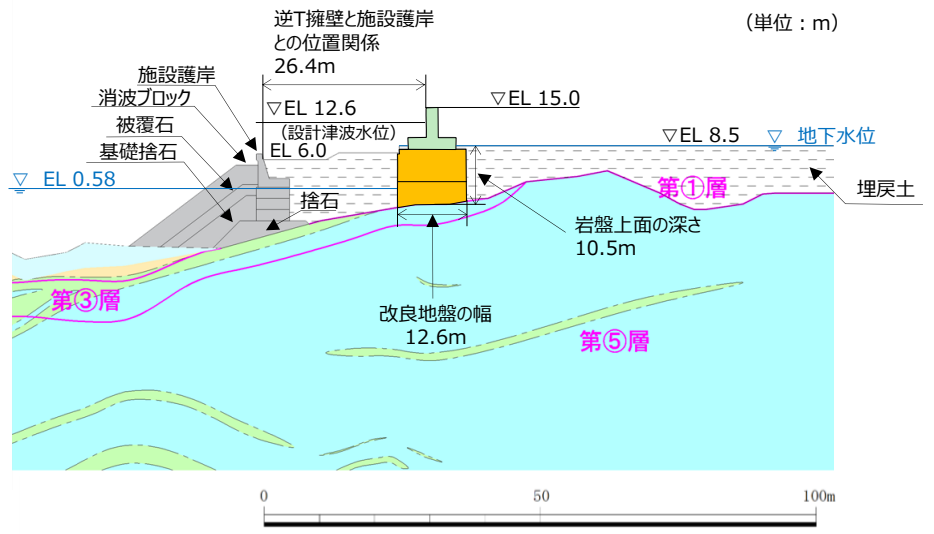 逆T擁壁と施設護岸
との位置関係
26.4m
(単位:m)
施設護岸
消波ブロック
被覆石
基礎捨石
▽EL 12.6
(設計津波水位)
EL 6.0
▽EL 15.0
▽EL 8.5
▽ 地下水位
▽ EL 0.58
捨石
第①層
埋戻土
岩盤上面の深さ
10.5m
第③層
改良地盤の幅
12.6m
第⑤層
0
50
100m